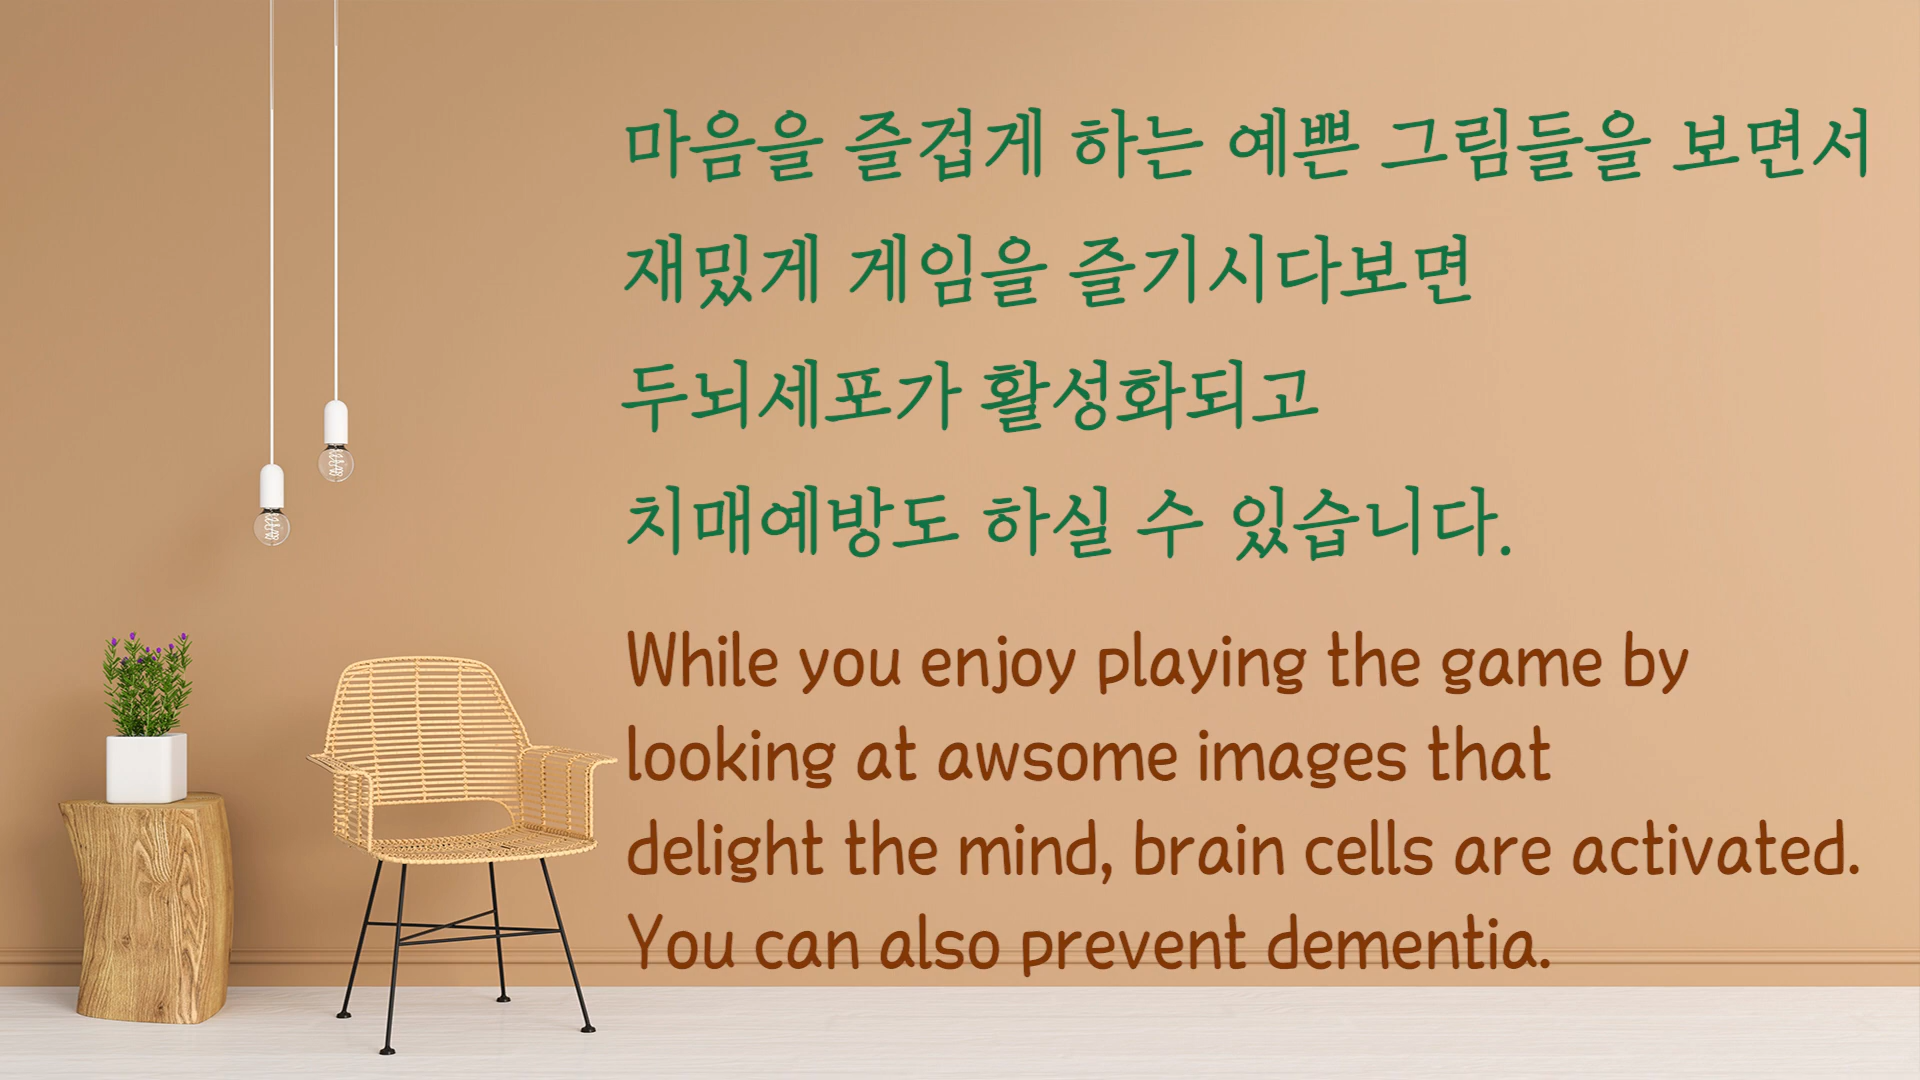 마음을 즐겁게 하는 예쁜 그림들을 보면서
재밌게 게임을 즐기시다보면
두뇌세포가 활성화되고
치매예방도 하실 수 있습니다.
While you enjoy playing the game by
looking at awsome images that
delight the mind, brain cells are activated.
You can also prevent dementia.